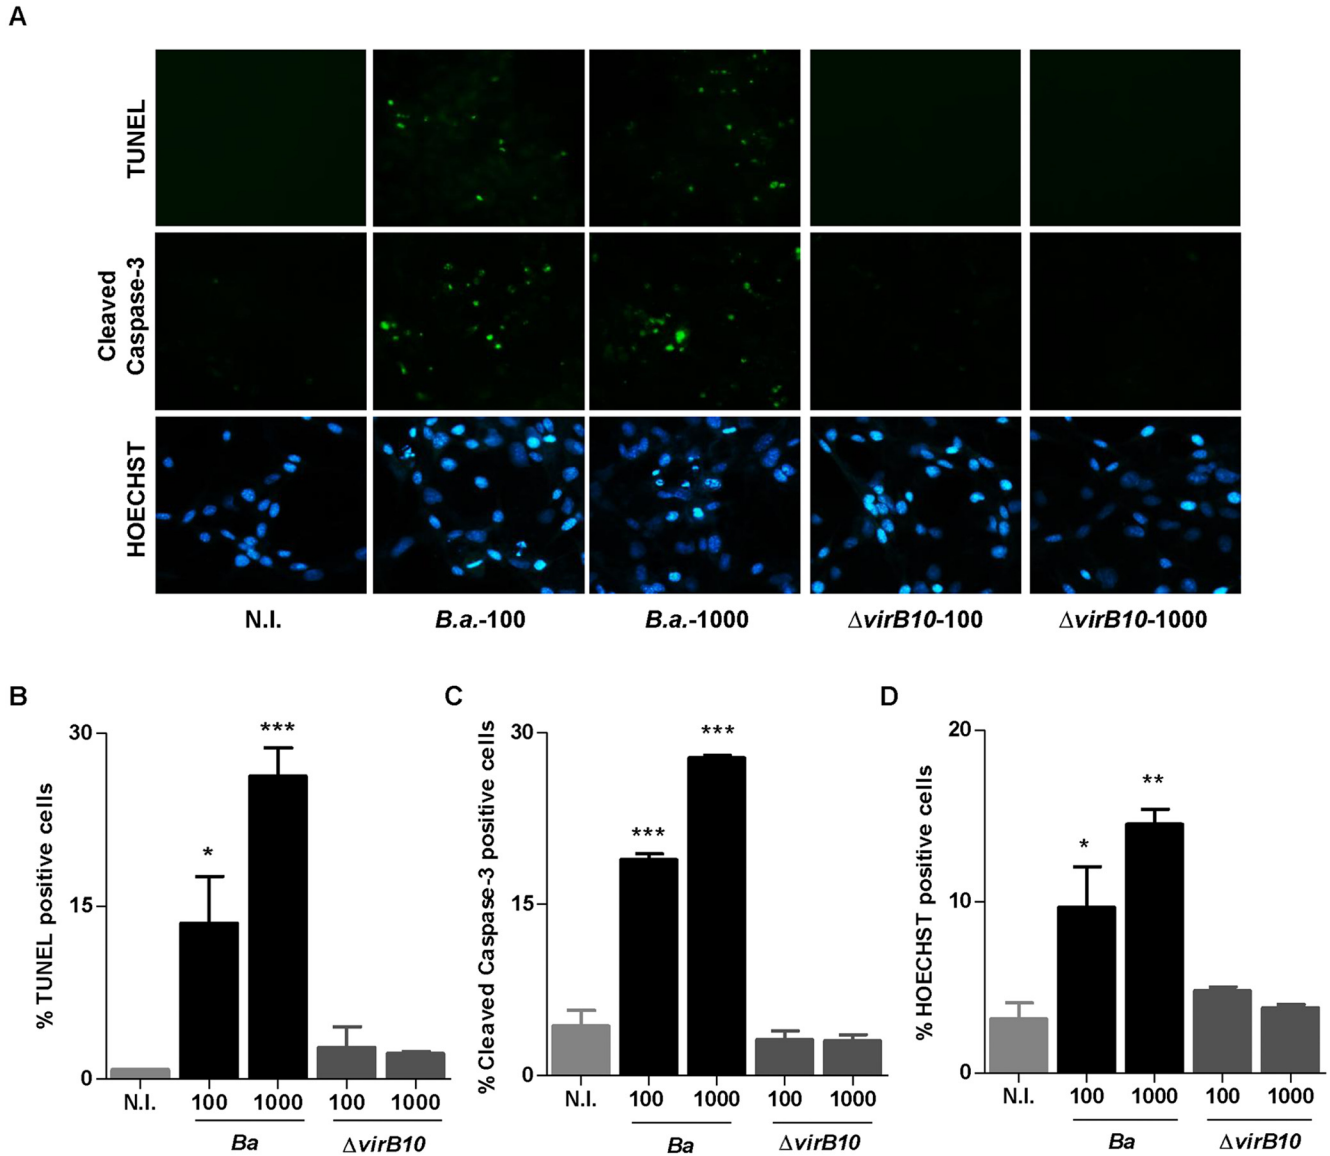 A
TUNEL
Cleaved
Caspase-3
HOECHST
N.I. B.a.-100 B.a.-1000 ΔvirB10-100 ΔvirB10-1000
B
% TUNEL positive cells
30
15
0
*
***
N.I. 100 1000 100 1000
Ba ΔvirB10
C
% Cleaved Caspase-3 positive cells
30
15
0
***
***
N.I. 100 1000 100 1000
Ba ΔvirB10
D
% HOECHST positive cells
20
10
0
*
**
N.I. 100 1000 100 1000
Ba ΔvirB10